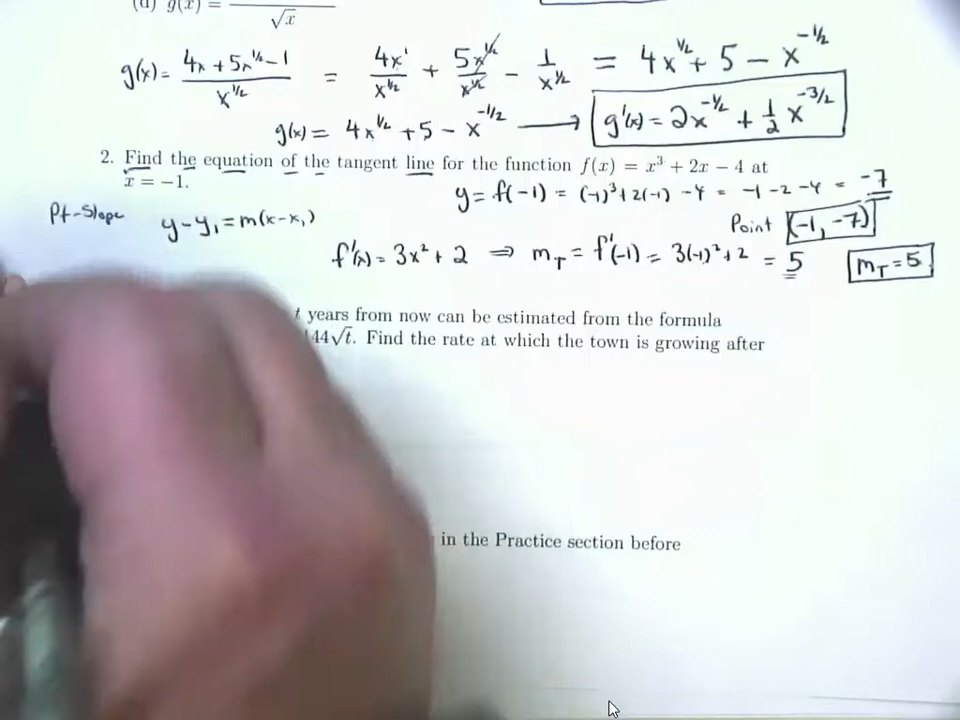 (d) g(x) = √x
g(x) = (4x + 5x^1/2 - 1)/x^1/2 = 4x^1/x^1/2 + 5x^1/2/x^1/2 - 1/x^1/2 = 4x^1/2 + 5 - x^-1/2
g(x) = 4x^1/2 + 5 - x^-1/2 ⟶ g'(x) = 2x^-1/2 + 1/2 x^-3/2
2. Find the equation of the tangent line for the function f(x) = x³ + 2x − 4 at
x = −1.
y = f(-1) = (-1)³ + 2(-1) - 4 = -1 - 2 - 4 = -7
Pt-Slope y - y₁ = m(x - x₁)
Point (-1, -7)
f'(x) = 3x² + 2 ⇒ m_T = f'(-1) = 3(-1)² + 2 = 5 m_T = 5
t years from now can be estimated from the formula
44√t. Find the rate at which the town is growing after
in the Practice section before